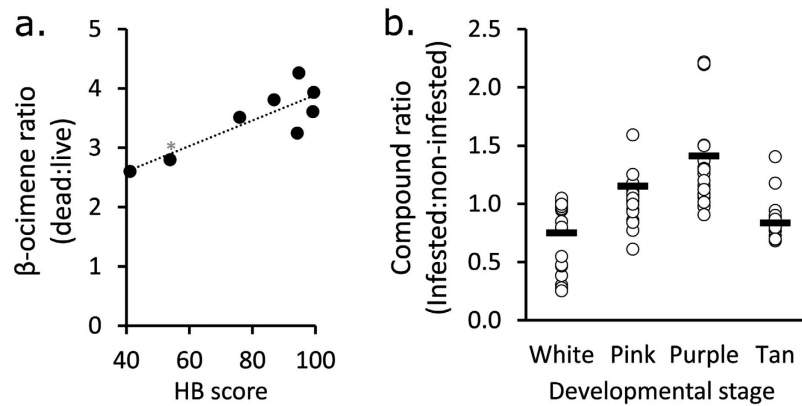 a.
β-ocimene ratio
(dead:live)
5
4
3
2
1
0
*
40 60 80 100
HB score
b.
Compound ratio
(Infested:non-infested)
2.5
2.0
1.5
1.0
0.5
0.0
White Pink Purple Tan
Developmental stage